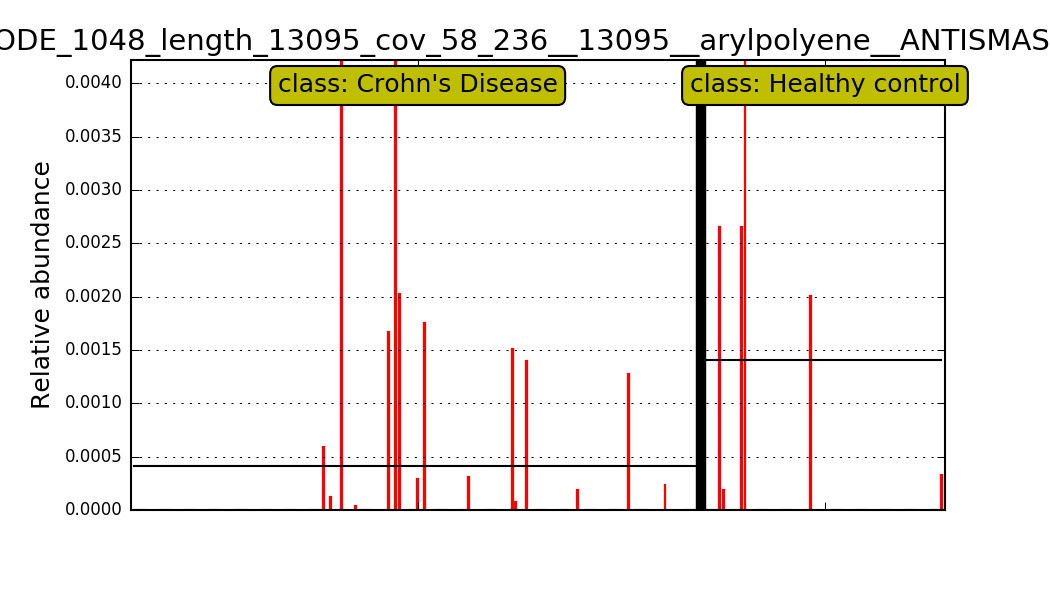 ODE_1048_length_13095_cov_58_236__13095__arylpolyene__ANTISMAS
class: Crohn's Disease
class: Healthy control
Relative abundance
0.0040
0.0035
0.0030
0.0025
0.0020
0.0015
0.0010
0.0005
0.0000